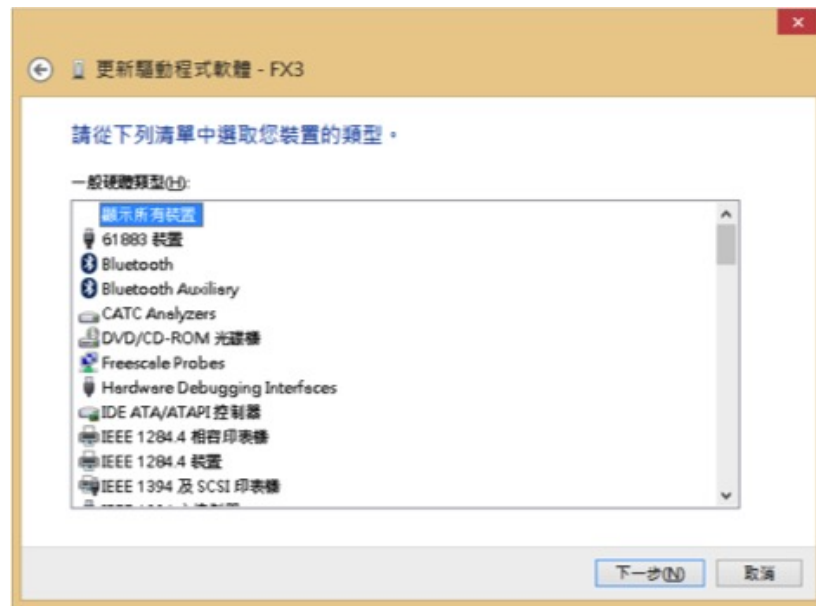 更新驅動程式軟體 - FX3
請從下列清單中選取您裝置的類型。
一般硬體類型(H):
顯示所有裝置
61883 裝置
Bluetooth
Bluetooth Auxiliary
CATC Analyzers
DVD/CD-ROM 光碟機
Freescale Probes
Hardware Debugging Interfaces
IDE ATA/ATAPI 控制器
IEEE 1284.4 相容印表機
IEEE 1284.4 裝置
IEEE 1394 及 SCSI 印表機
下一步(N)
取消